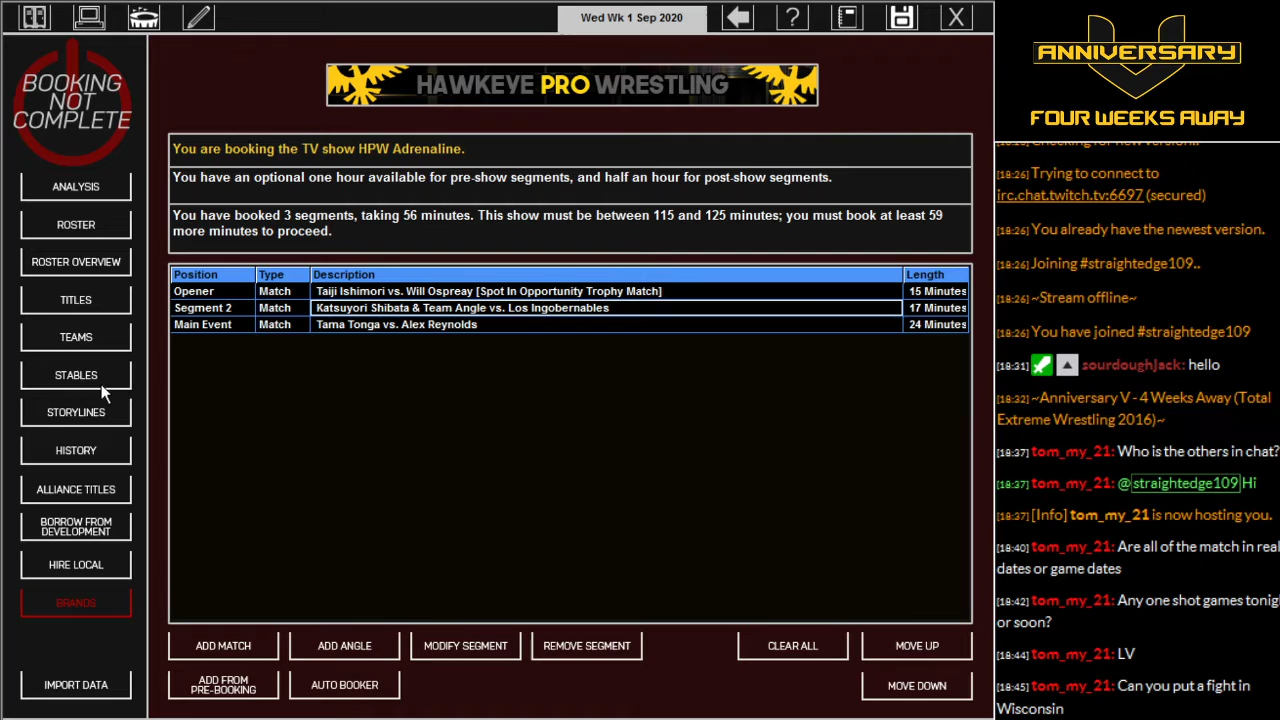 Wed Wk 1 Sep 2020
?
X
BOOKING
NOT
COMPLETE
ANALYSIS
ROSTER
ROSTER OVERVIEW
TITLES
TEAMS
STABLES
STORYLINES
HISTORY
ALLIANCE TITLES
BORROW FROM
DEVELOPMENT
HIRE LOCAL
BRANDS
IMPORT DATA
HAWKEYE PRO WRESTLING
You are booking the TV show HPW Adrenaline.
You have an optional one hour available for pre-show segments, and half an hour for post-show segments.
You have booked 3 segments, taking 56 minutes. This show must be between 115 and 125 minutes; you must book at least 59
more minutes to proceed.
Position Type Description Length
Opener Match Taiji Ishimori vs. Will Ospreay [Spot In Opportunity Trophy Match] 15 Minutes
Segment 2 Match Katsuyori Shibata & Team Angle vs. Los Ingobernables 17 Minutes
Main Event Match Tama Tonga vs. Alex Reynolds 24 Minutes
ADD MATCH
ADD ANGLE
MODIFY SEGMENT
REMOVE SEGMENT
CLEAR ALL
MOVE UP
ADD FROM
PRE-BOOKING
AUTO BOOKER
MOVE DOWN
ANNIVERSARY
FOUR WEEKS AWAY
[18:26] Trying to connect to
irc.chat.twitch.tv:6697 (secured)
[18:26] You already have the newest version.
[18:26] Joining #straightedge109..
[18:26] ~Stream offline~
[18:26] You have joined #straightedge109
[18:31] sourdoughjack: hello
[18:32] ~Anniversary V - 4 Weeks Away (Total
Extreme Wrestling 2016)~
[18:37] tom_my_21: Who is the others in chat?
[18:37] tom_my_21: @straightedge109 Hi
[18:37] [Info] tom_my_21 is now hosting you.
[18:40] tom_my_21: Are all of the match in real
dates or game dates
[18:42] tom_my_21: Any one shot games tonig
or soon?
[18:44] tom_my_21: LV
[18:45] tom_my_21: Can you put a fight in
Wisconsin